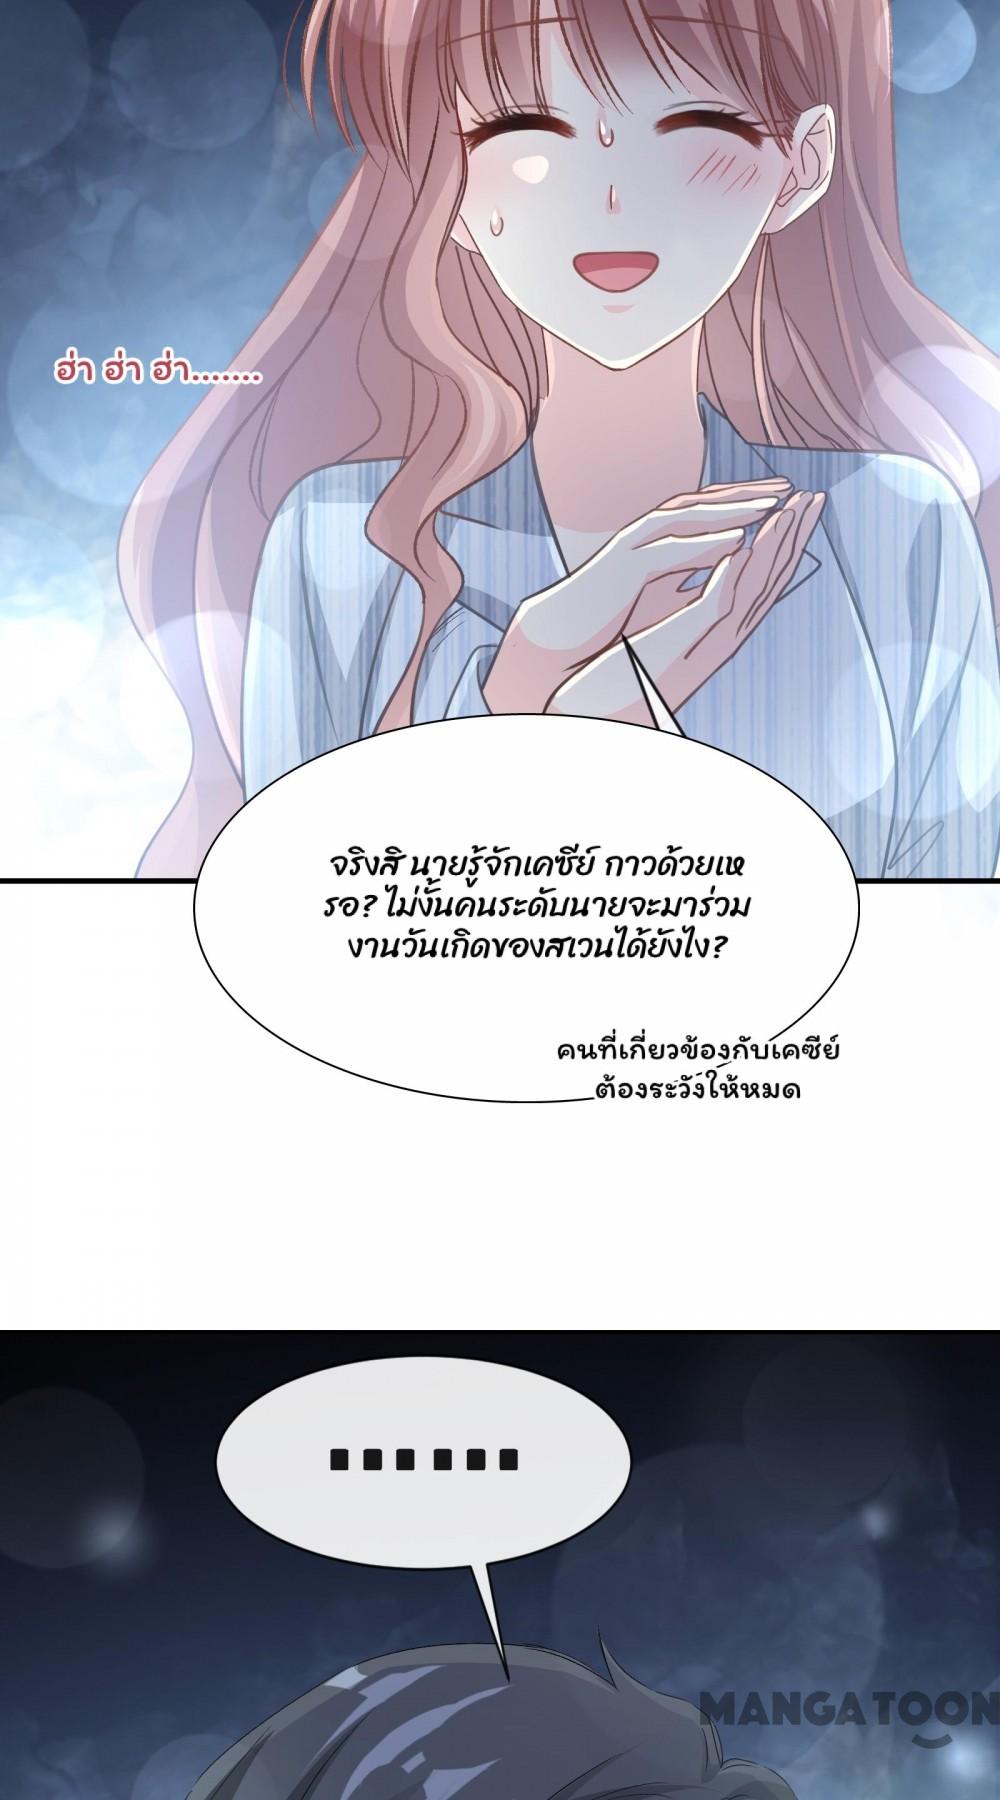 ฮ่า ฮ่า ฮ่า.......
จริงสิ นายรู้จักเคซีย์ กาวด้วยเห
รอ? ไม่งั้นคนระดับนายจะมาร่วม
งานวันเกิดของสเวนได้ยังไง?
คนที่เกี่ยวข้องกับเคซีย์
ต้องระวังให้หมด
......
MANGATOON